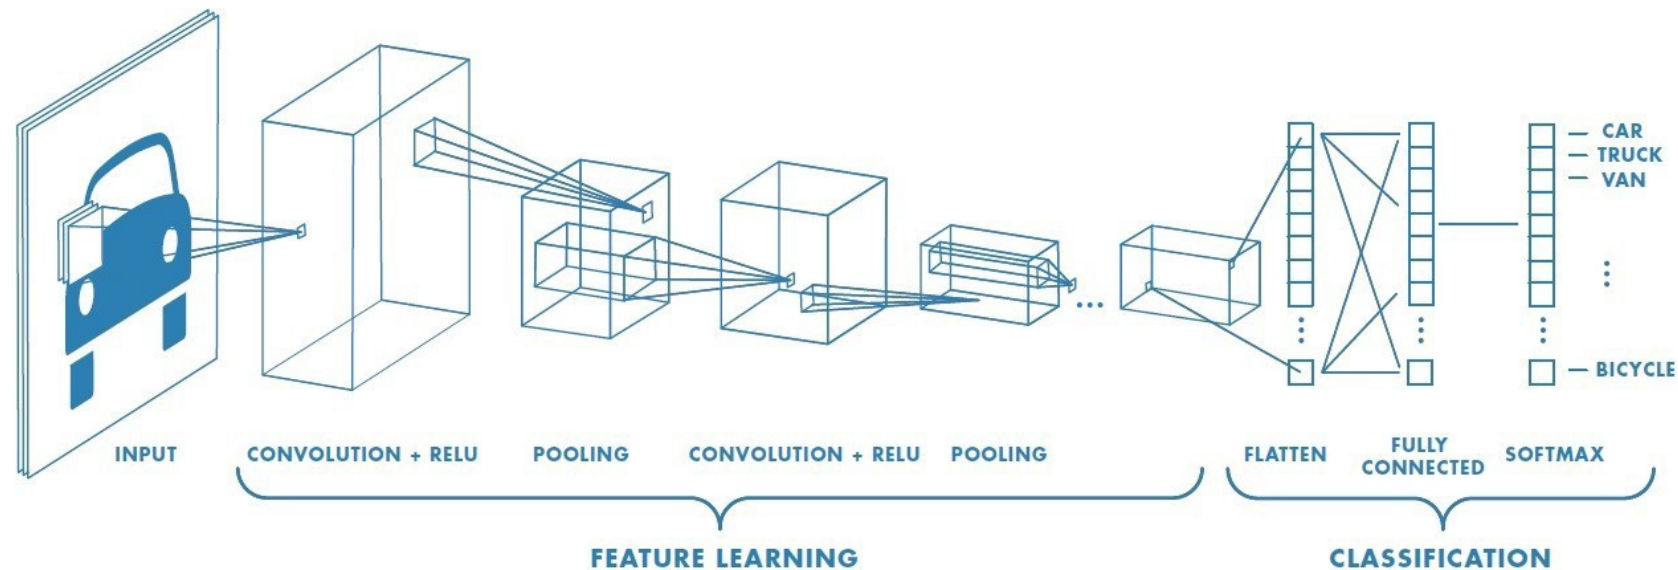 CAR
TRUCK
VAN
BICYCLE
INPUT
CONVOLUTION + RELU
POOLING
CONVOLUTION + RELU
POOLING
FLATTEN
FULLY
CONNECTED
SOFTMAX
FEATURE LEARNING
CLASSIFICATION